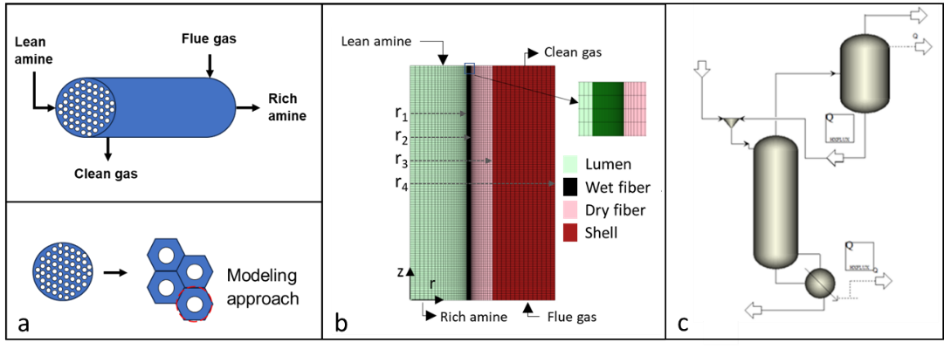 Lean
amine
Flue gas
Rich
amine
Clean gas
Modeling
approach
a
Lean amine
Clean gas
r1
r2
r3
r4
Lumen
Wet fiber
Dry fiber
Shell
z
r
Rich amine
Flue gas
b
Q
Q
Q
Q
c